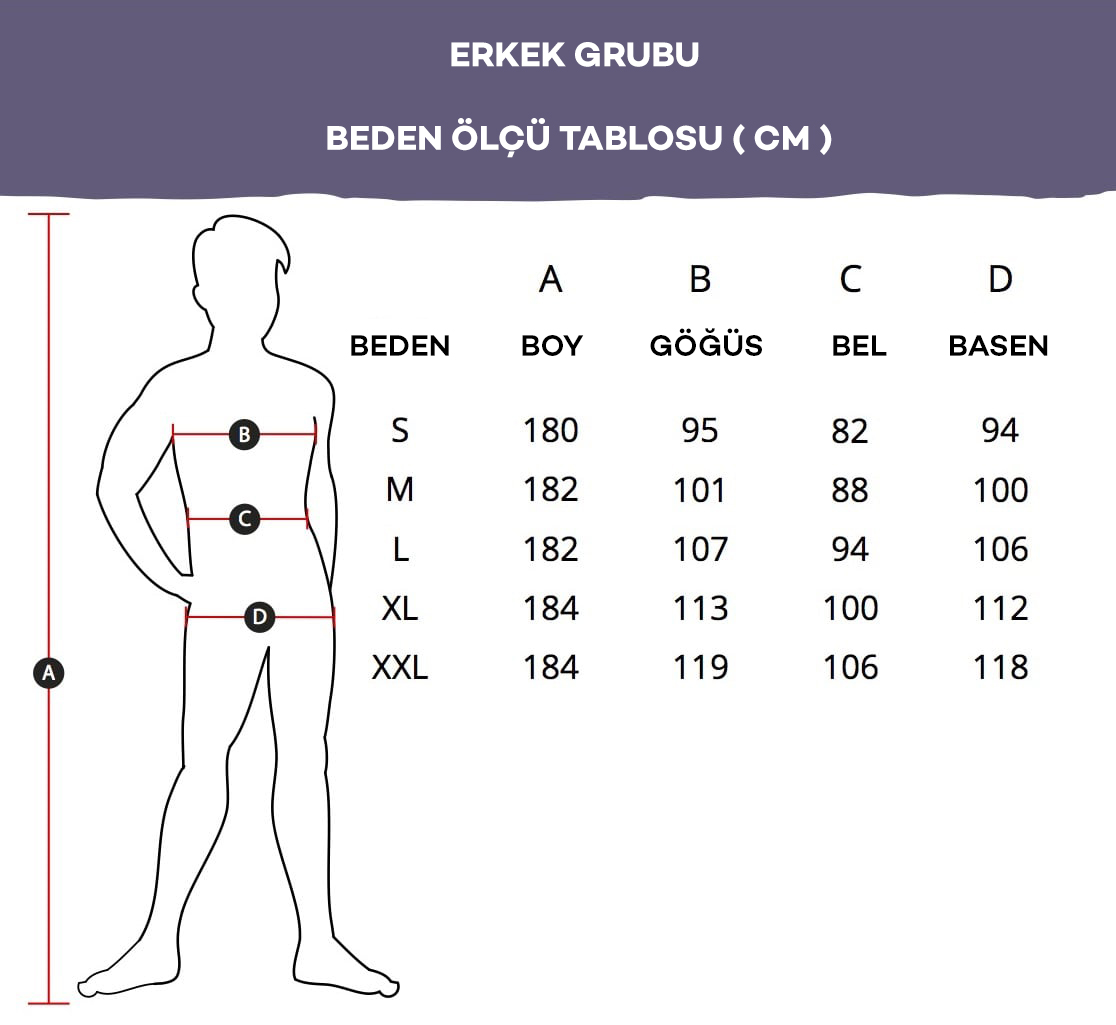 ERKEK GRUBU
BEDEN ÖLÇÜ TABLOSU ( CM )
A B C D
BEDEN BOY GÖĞÜS BEL BASEN
S 180 95 82 94
M 182 101 88 100
L 182 107 94 106
XL 184 113 100 112
XXL 184 119 106 118
B
C
D
A